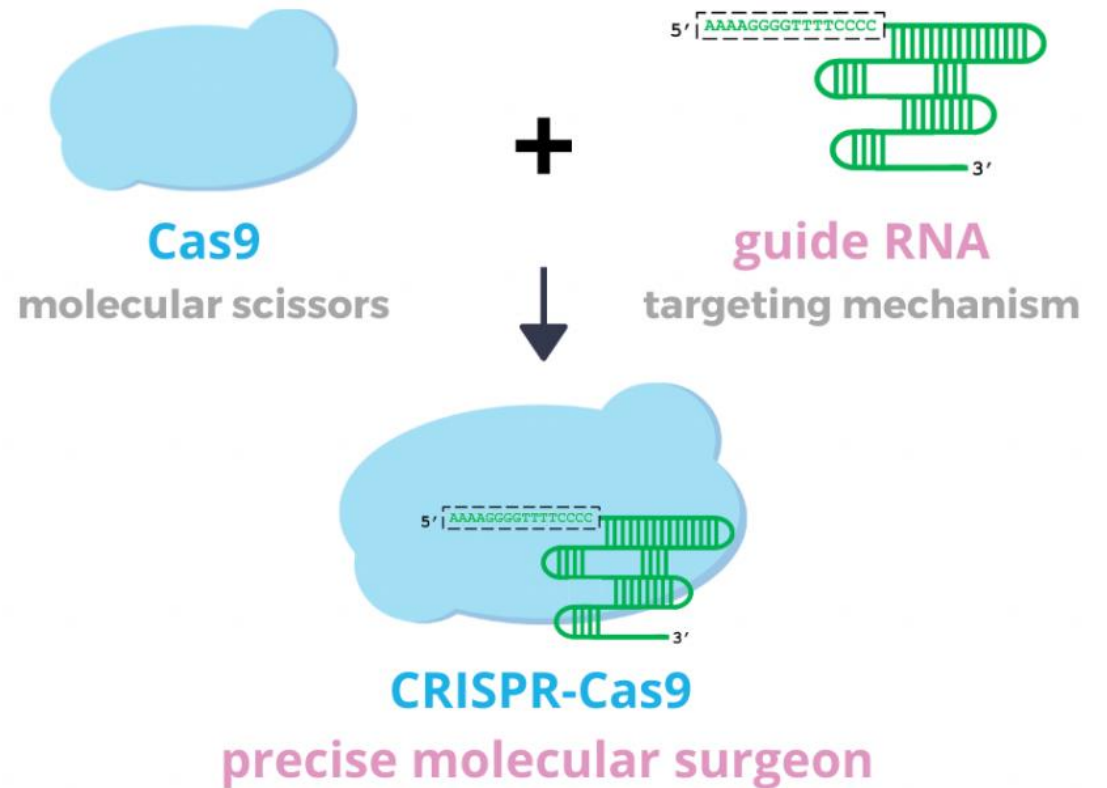 5′ AAAAGGGGTTTTCCCC
3′
Cas9
molecular scissors
guide RNA
targeting mechanism
5′ AAAAGGGGTTTTCCCC
3′
CRISPR-Cas9
precise molecular surgeon